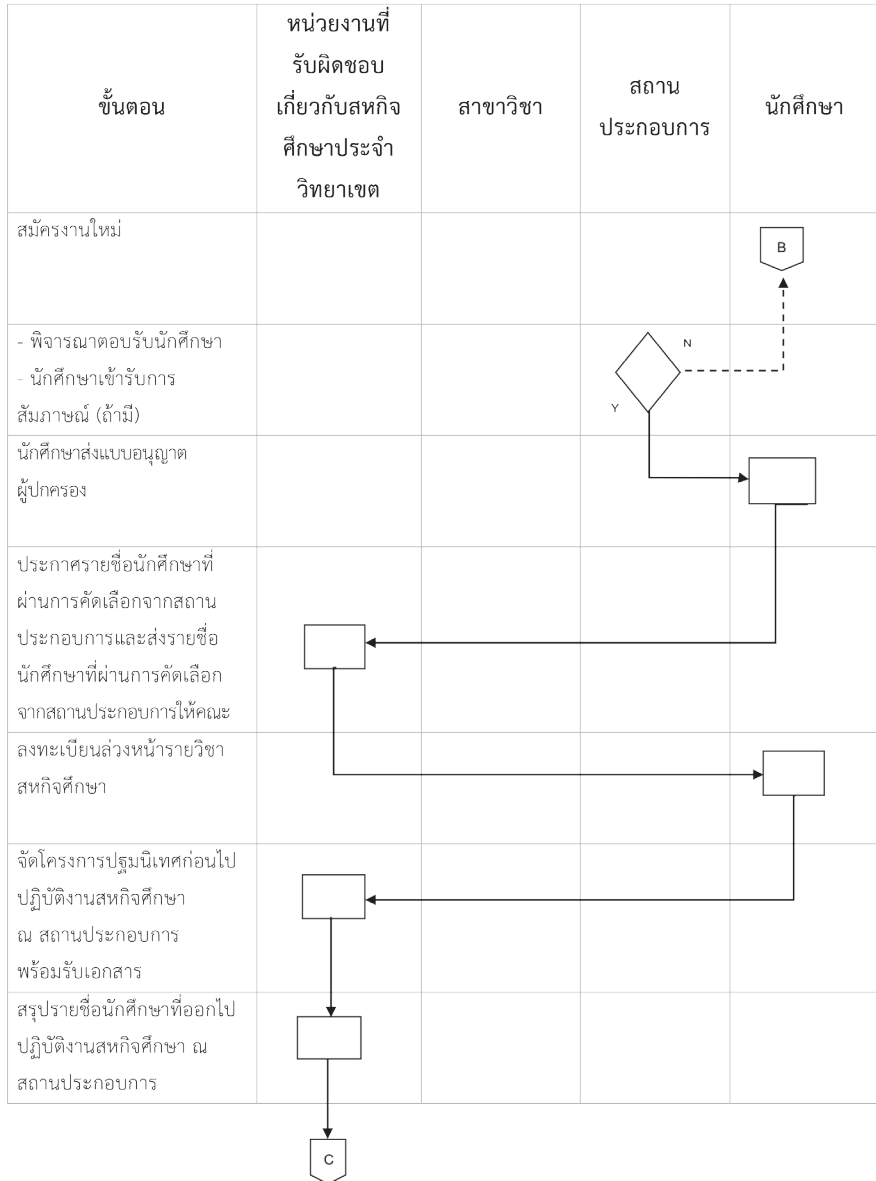 ขั้นตอน
หน่วยงานที่
รับผิดชอบ
เกี่ยวกับสหกิจ
ศึกษาประจำ
วิทยาเขต
สาขาวิชา
สถาน
ประกอบการ
นักศึกษา
สมัครงานใหม่
B
- พิจารณาตอบรับนักศึกษา
- นักศึกษาเข้ารับการ
สัมภาษณ์ (ถ้ามี)
N
Y
นักศึกษาส่งแบบอนุญาต
ผู้ปกครอง
ประกาศรายชื่อนักศึกษาที่
ผ่านการคัดเลือกจากสถาน
ประกอบการและส่งรายชื่อ
นักศึกษาที่ผ่านการคัดเลือก
จากสถานประกอบการให้คณะ
ลงทะเบียนล่วงหน้ารายวิชา
สหกิจศึกษา
จัดโครงการปฐมนิเทศก่อนไป
ปฏิบัติงานสหกิจศึกษา
ณ สถานประกอบการ
พร้อมรับเอกสาร
สรุปรายชื่อนักศึกษาที่ออกไป
ปฏิบัติงานสหกิจศึกษา ณ
สถานประกอบการ
C